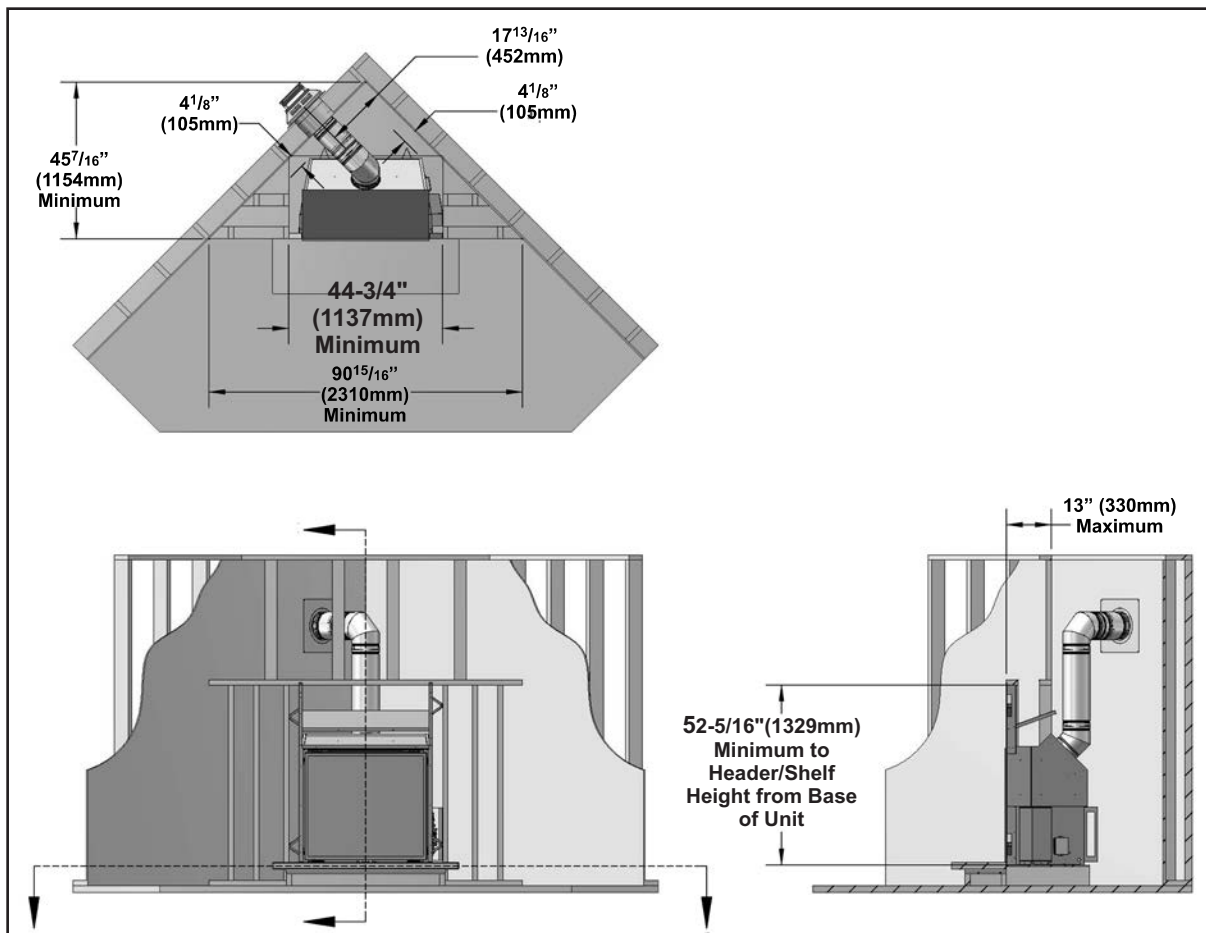 17 13/16”
(452mm)
4 1/8”
(105mm)
4 1/8”
(105mm)
45 7/16”
(1154mm)
Minimum
44-3/4"
(1137mm)
Minimum
90 15/16”
(2310mm)
Minimum
13” (330mm)
Maximum
52-5/16"(1329mm)
Minimum to
Header/Shelf
Height from Base
of Unit